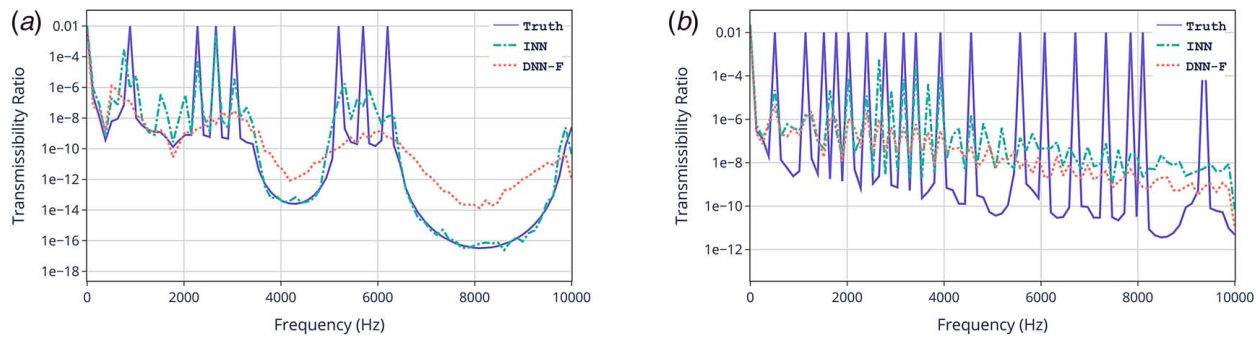 (a)
Transmissibility Ratio
0.01
1e−4
1e−6
1e−8
1e−10
1e−12
1e−14
1e−16
1e−18
0 2000 4000 6000 8000 10000
Frequency (Hz)
Truth
INN
DNN-F
(b)
Transmissibility Ratio
0.01
1e−4
1e−6
1e−8
1e−10
1e−12
0 2000 4000 6000 8000 10000
Frequency (Hz)
Truth
INN
DNN-F